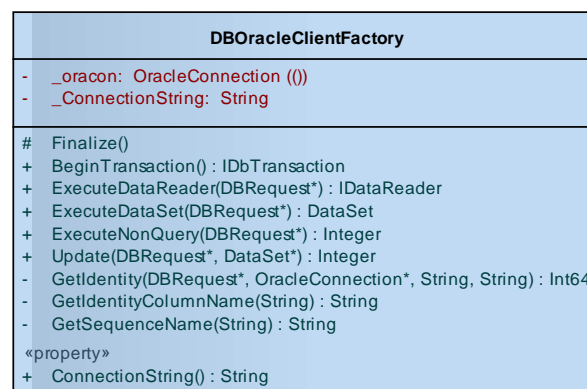 DBOracleClientFactory
- _oracon: OracleConnection (())
- _ConnectionString: String
# Finalize()
+ BeginTransaction() : IDbTransaction
+ ExecuteDataReader(DBRequest*) : IDataReader
+ ExecuteDataSet(DBRequest*) : DataSet
+ ExecuteNonQuery(DBRequest*) : Integer
+ Update(DBRequest*, DataSet*) : Integer
- GetIdentity(DBRequest*, OracleConnection*, String, String) : Int64
- GetIdentityColumnName(String) : String
- GetSequenceName(String) : String
«property»
+ ConnectionString() : String